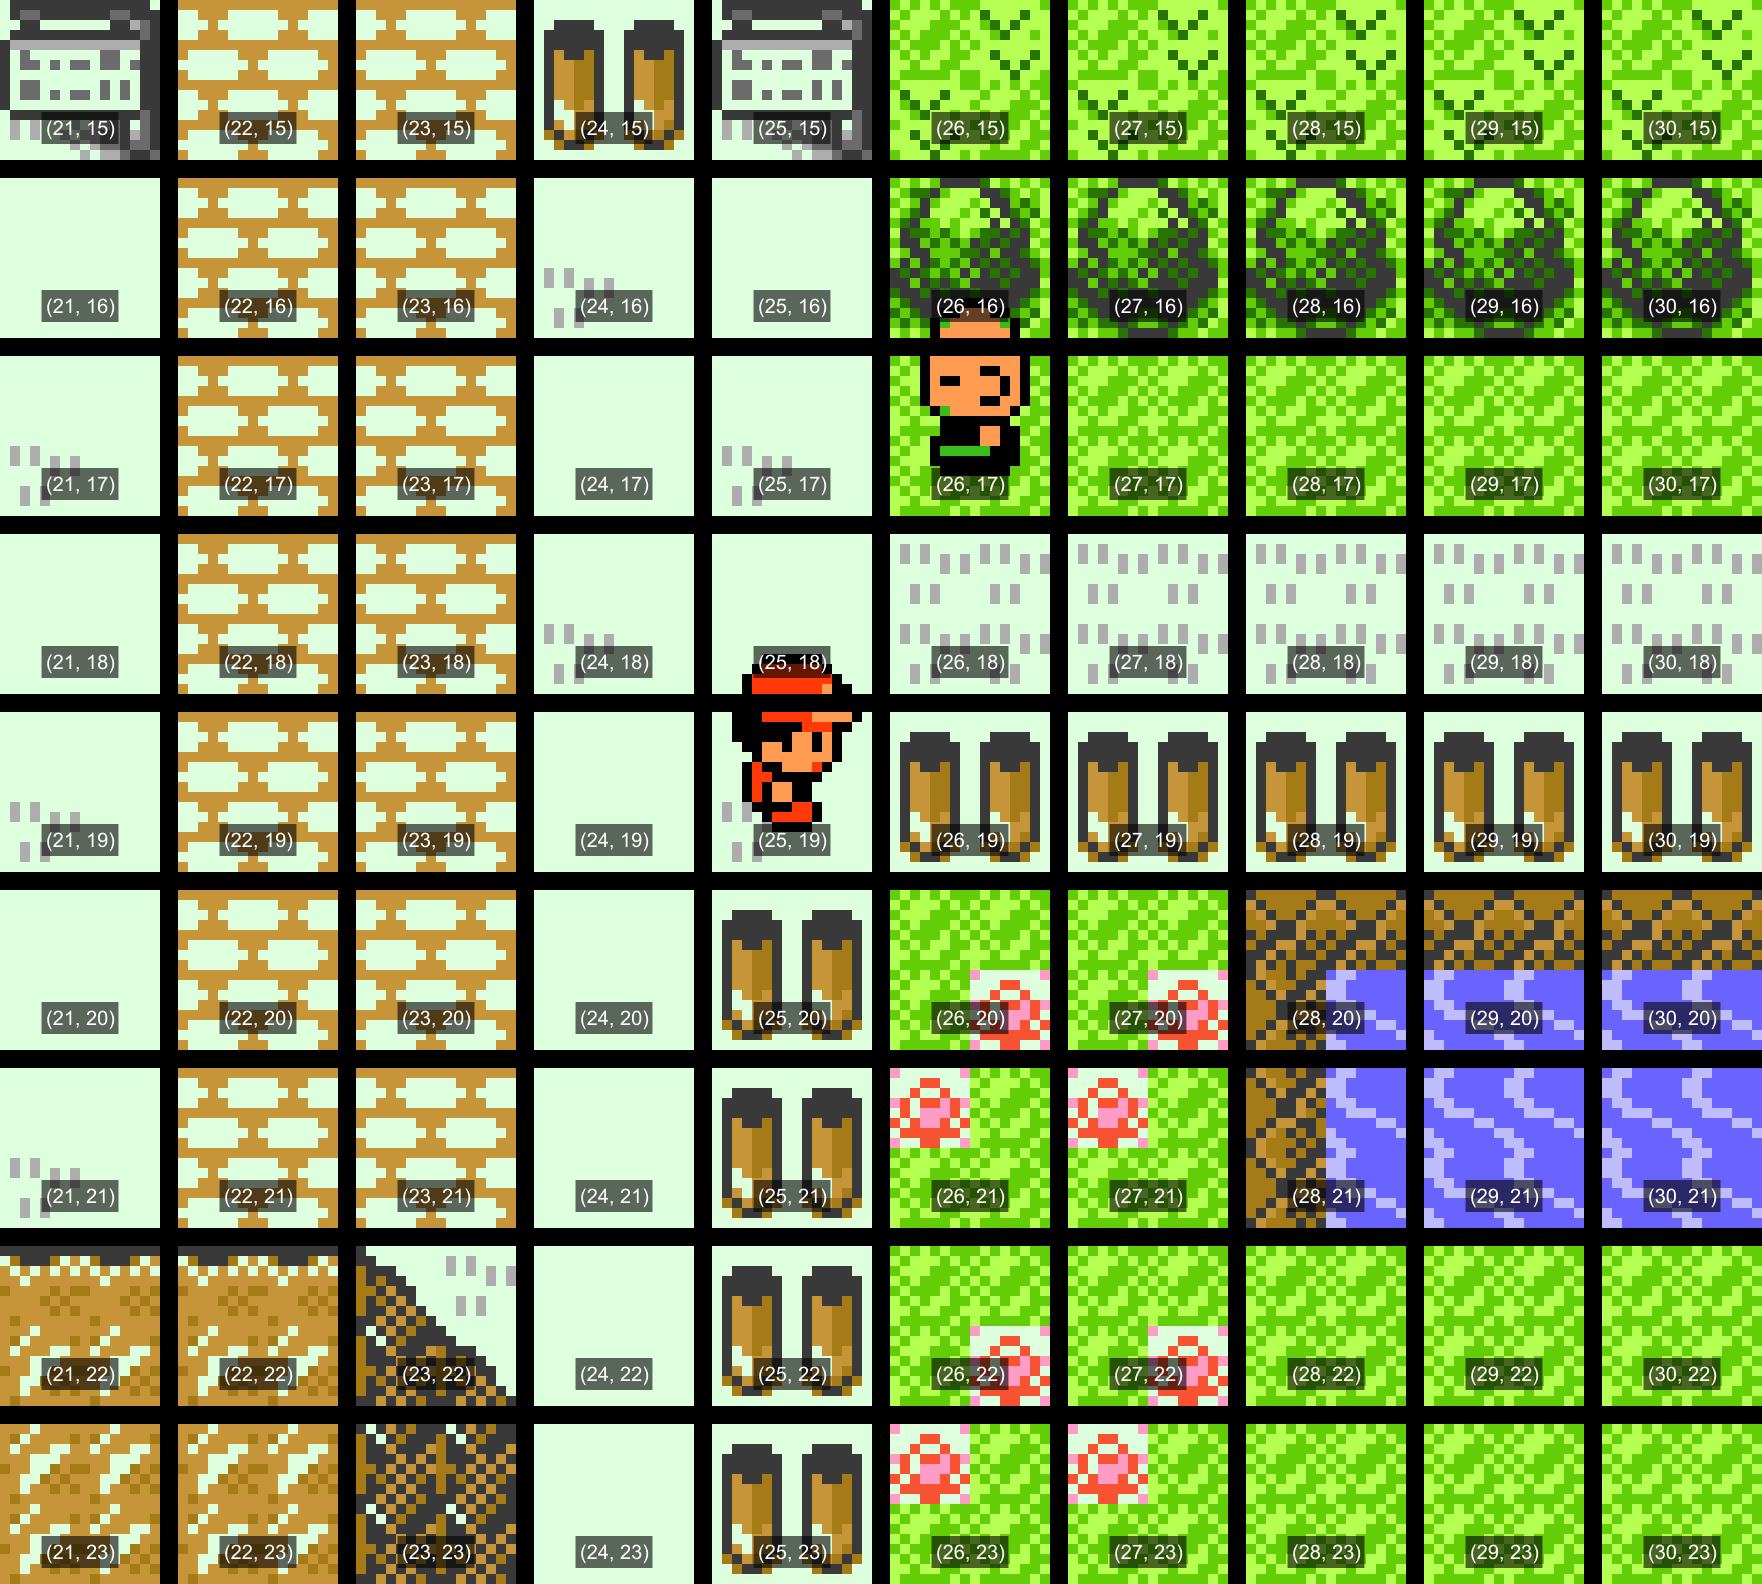 (21, 15) (22, 15) (23, 15) (24, 15) (25, 15) (26, 15) (27, 15) (28, 15) (29, 15) (30, 15)
(21, 16) (22, 16) (23, 16) (24, 16) (25, 16) (26, 16) (27, 16) (28, 16) (29, 16) (30, 16)
(21, 17) (22, 17) (23, 17) (24, 17) (25, 17) (26, 17) (27, 17) (28, 17) (29, 17) (30, 17)
(21, 18) (22, 18) (23, 18) (24, 18) (25, 18) (26, 18) (27, 18) (28, 18) (29, 18) (30, 18)
(21, 19) (22, 19) (23, 19) (24, 19) (25, 19) (26, 19) (27, 19) (28, 19) (29, 19) (30, 19)
(21, 20) (22, 20) (23, 20) (24, 20) (25, 20) (26, 20) (27, 20) (28, 20) (29, 20) (30, 20)
(21, 21) (22, 21) (23, 21) (24, 21) (25, 21) (26, 21) (27, 21) (28, 21) (29, 21) (30, 21)
(21, 22) (22, 22) (23, 22) (24, 22) (25, 22) (26, 22) (27, 22) (28, 22) (29, 22) (30, 22)
(21, 23) (22, 23) (23, 23) (24, 23) (25, 23) (26, 23) (27, 23) (28, 23) (29, 23) (30, 23)